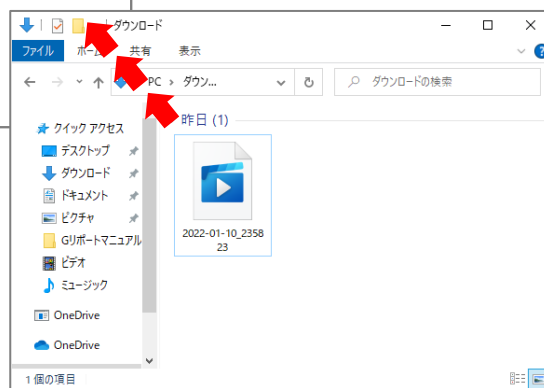 ダウンロード
ファイル ホーム 共有 表示
PC › ダウン... ダウンロードの検索
クイック アクセス
デスクトップ
ダウンロード
ドキュメント
ピクチャ
Gリポートマニュアル
ビデオ
ミュージック
OneDrive
OneDrive
昨日 (1)
2022-01-10_2358
23
1 個の項目